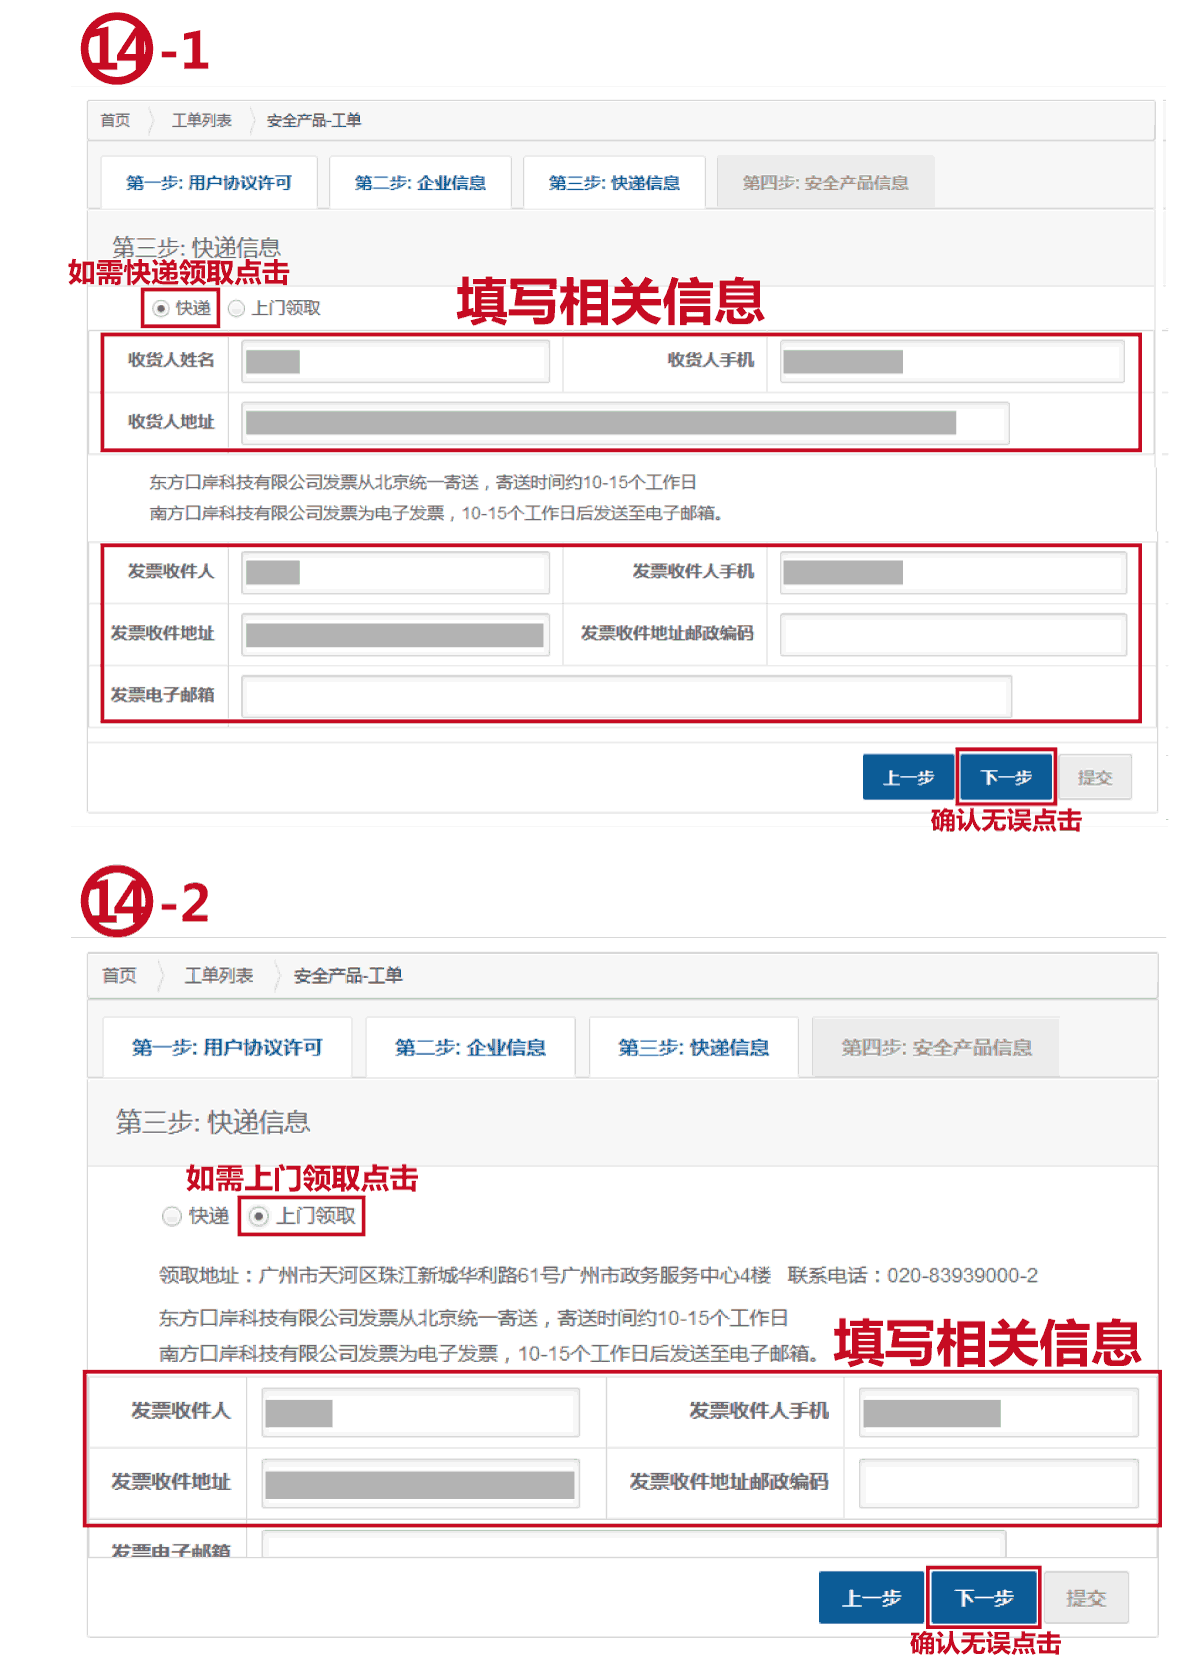 ⑭-1
首页 工单列表 安全产品-工单
第一步: 用户协议许可 第二步: 企业信息 第三步: 快递信息 第四步: 安全产品信息
第三步: 快递信息
如需快递领取点击
填写相关信息
快递 上门领取
收货人姓名 收货人手机
收货人地址
东方口岸科技有限公司发票从北京统一寄送，寄送时间约10-15个工作日
南方口岸科技有限公司发票为电子发票，10-15个工作日后发送至电子邮箱。
发票收件人 发票收件人手机
发票收件地址 发票收件地址邮政编码
发票电子邮箱
上一步 下一步 提交
确认无误点击
⑭-2
首页 工单列表 安全产品-工单
第一步: 用户协议许可 第二步: 企业信息 第三步: 快递信息 第四步: 安全产品信息
第三步: 快递信息
如需上门领取点击
快递 上门领取
领取地址：广州市天河区珠江新城华利路61号广州市政务服务中心4楼 联系电话：020-83939000-2
东方口岸科技有限公司发票从北京统一寄送，寄送时间约10-15个工作日
南方口岸科技有限公司发票为电子发票，10-15个工作日后发送至电子邮箱。
填写相关信息
发票收件人 发票收件人手机
发票收件地址 发票收件地址邮政编码
发票电子邮箱
上一步 下一步 提交
确认无误点击